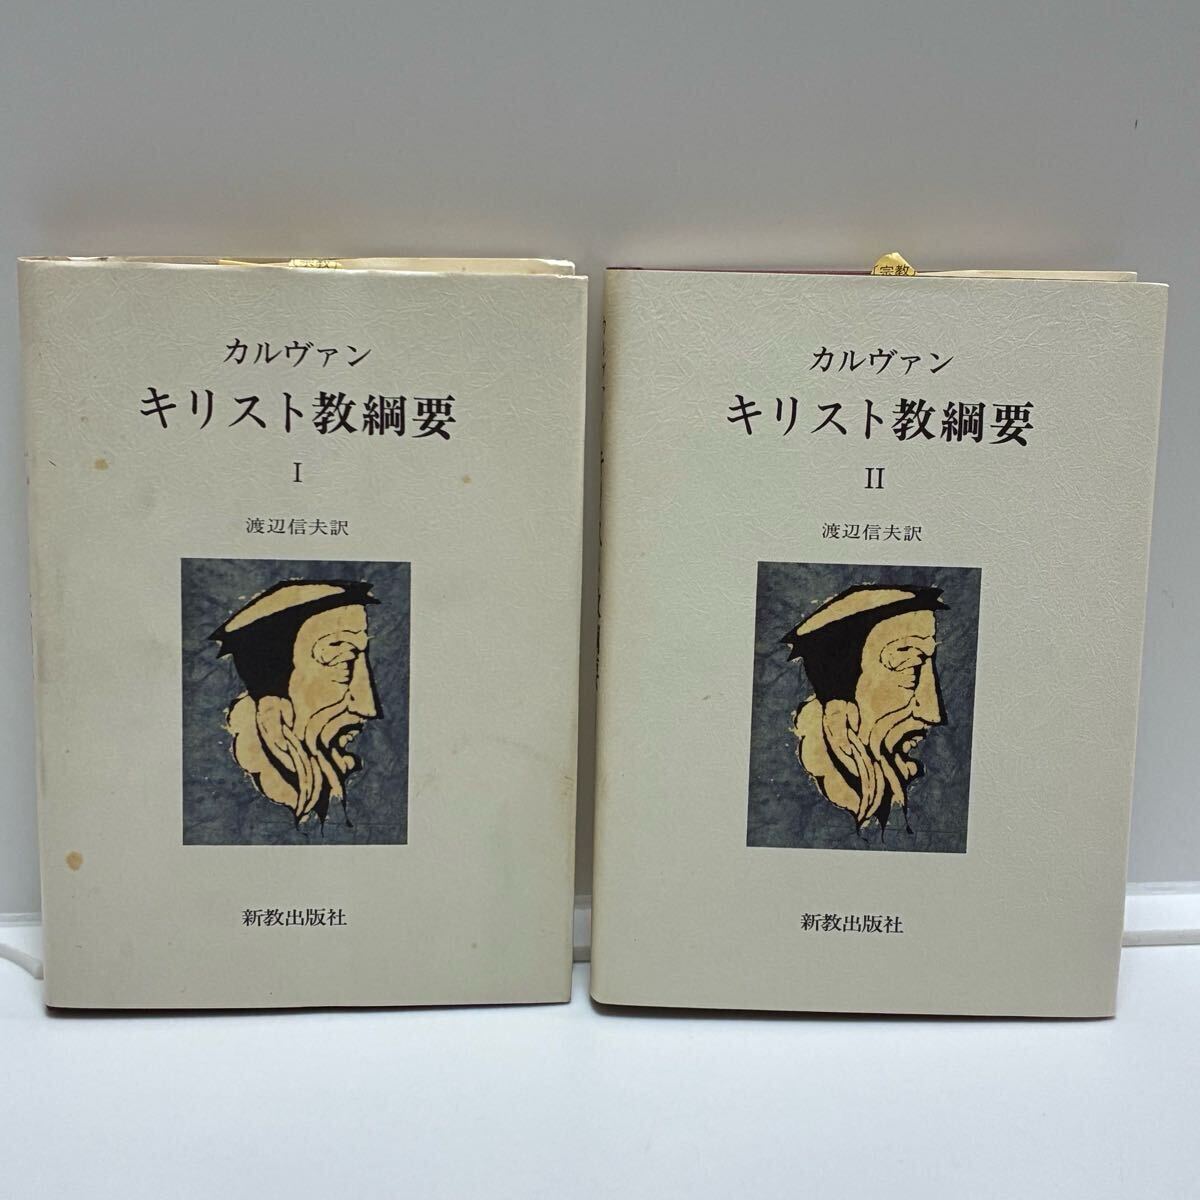 〔宗教〕
カルヴァン
キリスト教綱要
I
渡辺信夫訳
新教出版社
〔宗教
カルヴァン
キリスト教綱要
II
渡辺信夫訳
新教出版社